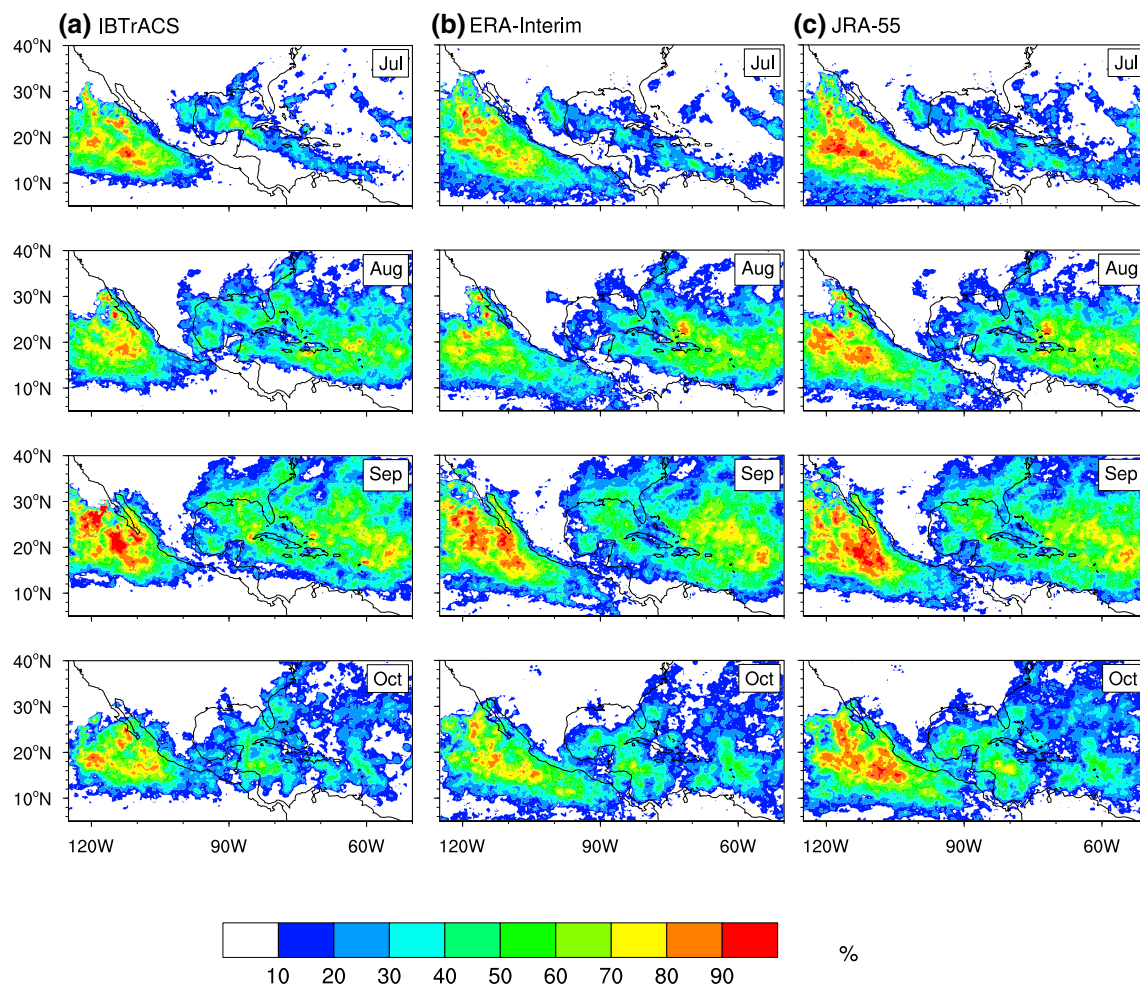 (a) IBTrACS (b) ERA-Interim (c) JRA-55
40°N Jul Jul Jul
30°N
20°N
10°N
40°N Aug Aug Aug
30°N
20°N
10°N
40°N Sep Sep Sep
30°N
20°N
10°N
40°N Oct Oct Oct
30°N
20°N
10°N
120W 90W 60W 120W 90W 60W 120W 90W 60W
%
10 20 30 40 50 60 70 80 90